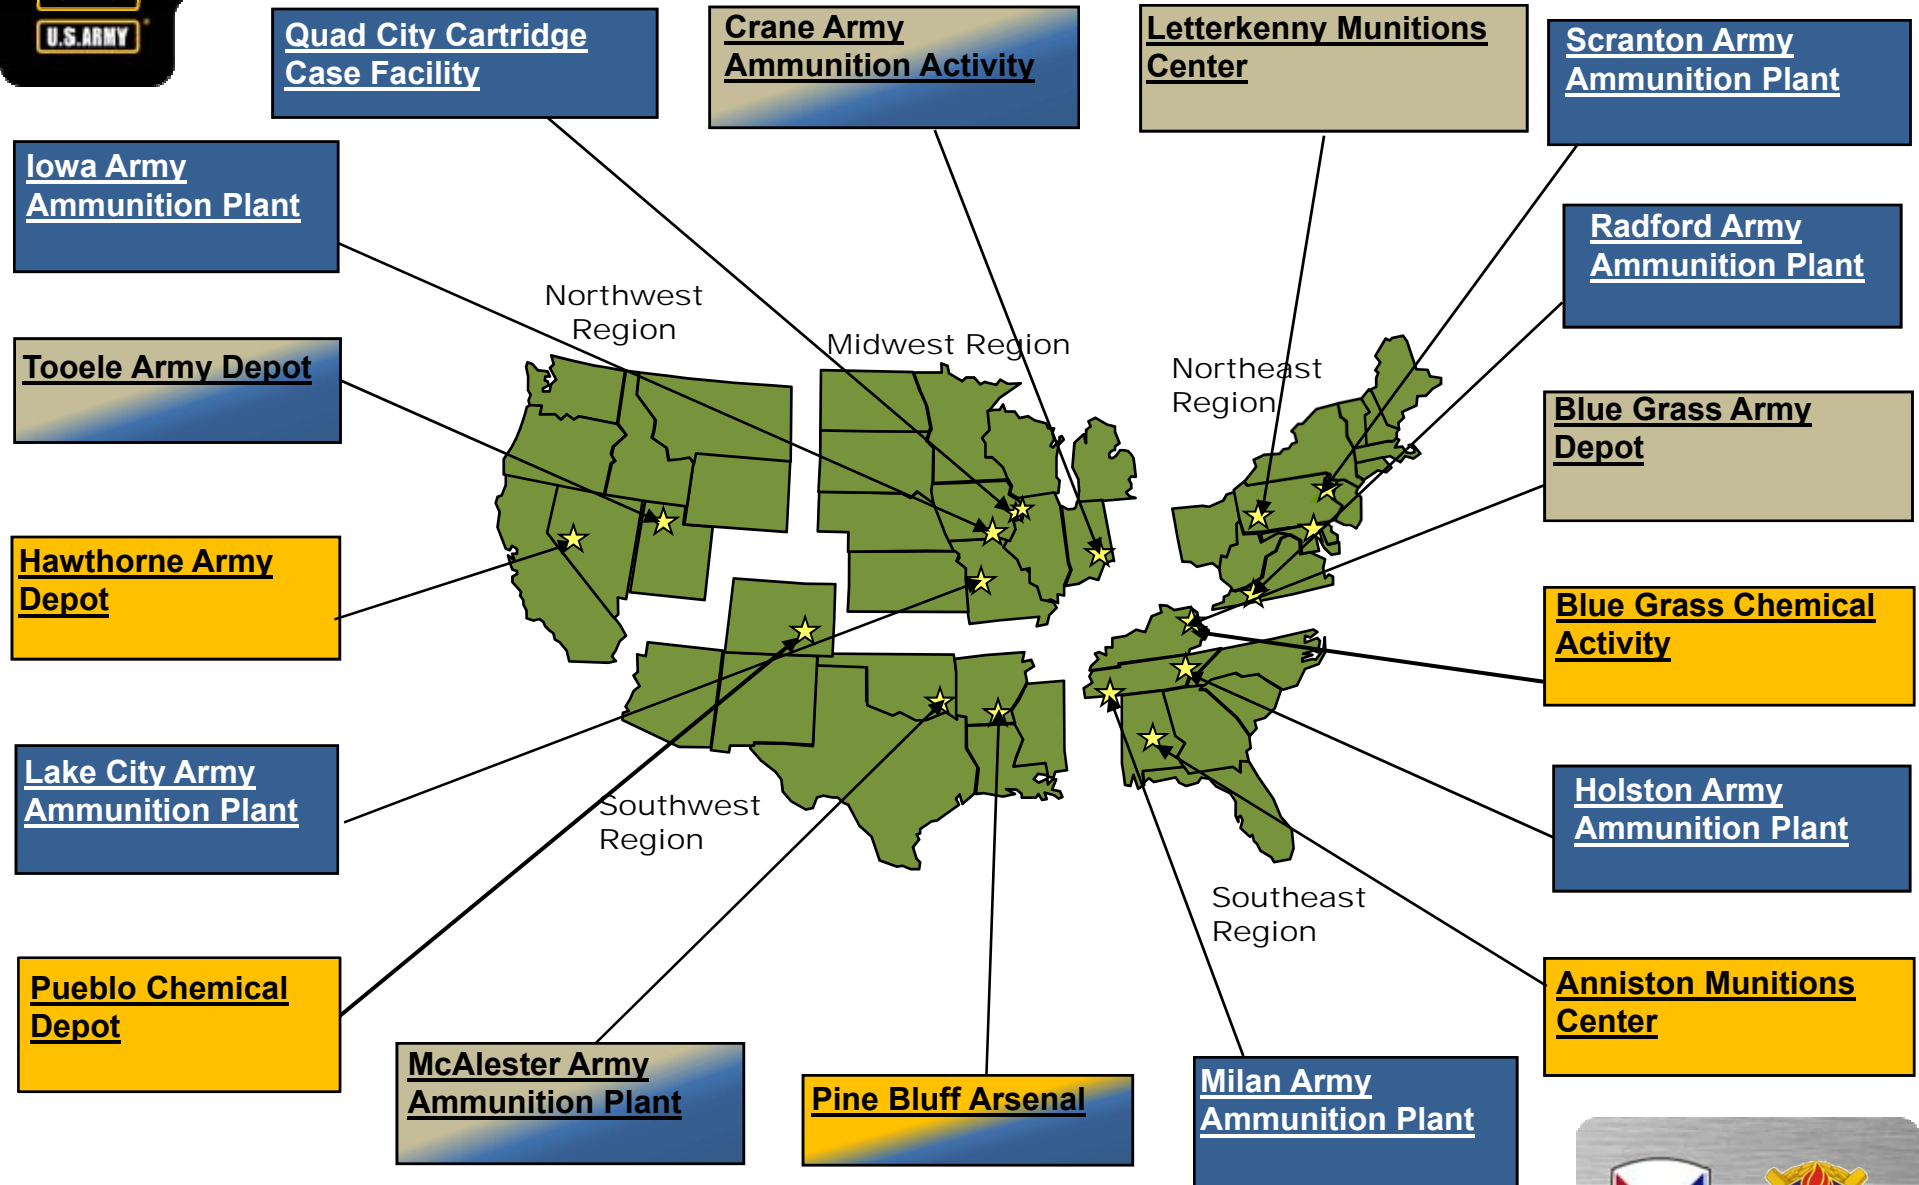 U.S.ARMY
Quad City Cartridge
Case Facility
Crane Army
Ammunition Activity
Letterkenny Munitions
Center
Scranton Army
Ammunition Plant
Iowa Army
Ammunition Plant
Radford Army
Ammunition Plant
Northwest
Region
Midwest Region
Northeast
Region
Tooele Army Depot
Blue Grass Army
Depot
Hawthorne Army
Depot
Blue Grass Chemical
Activity
Lake City Army
Ammunition Plant
Southwest
Region
Holston Army
Ammunition Plant
Southeast
Region
Pueblo Chemical
Depot
Anniston Munitions
Center
McAlester Army
Ammunition Plant
Pine Bluff Arsenal
Milan Army
Ammunition Plant